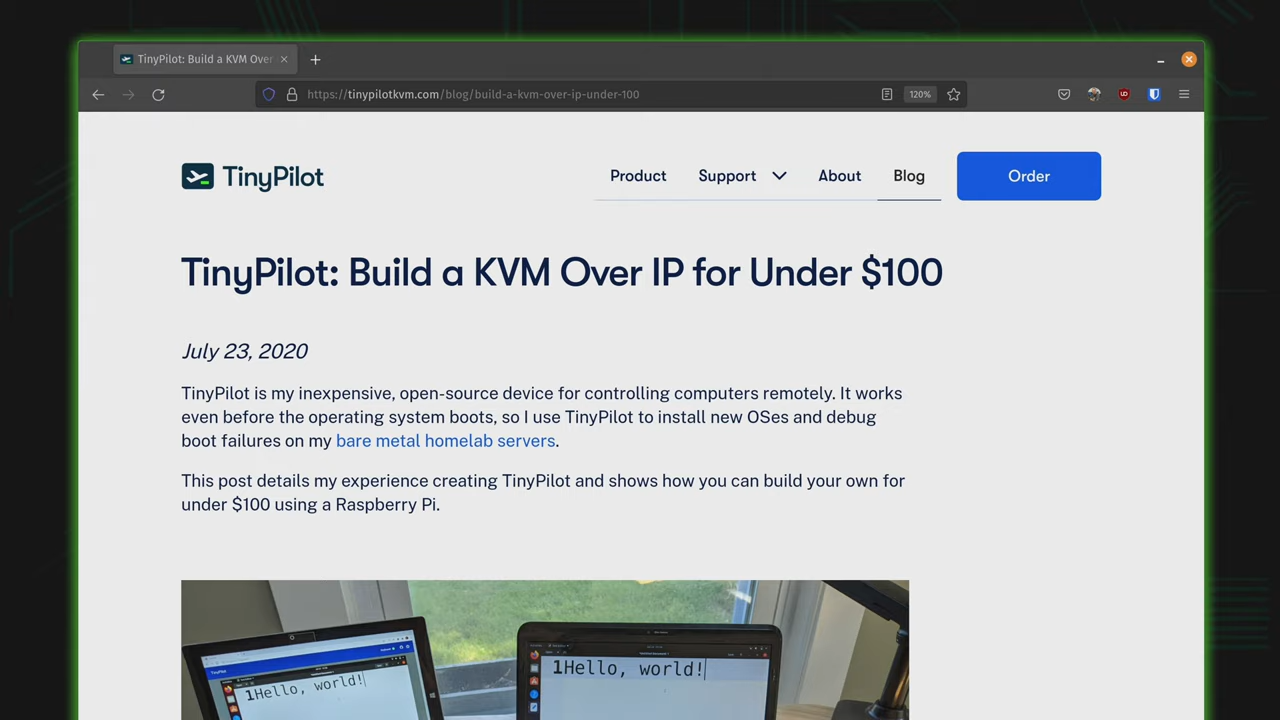 TinyPilot: Build a KVM Over
https://tinypilotkvm.com/blog/build-a-kvm-over-ip-under-100
120%
TinyPilot
Product
Support
About
Blog
Order
TinyPilot: Build a KVM Over IP for Under $100
July 23, 2020
TinyPilot is my inexpensive, open-source device for controlling computers remotely. It works
even before the operating system boots, so I use TinyPilot to install new OSes and debug
boot failures on my bare metal homelab servers.
This post details my experience creating TinyPilot and shows how you can build your own for
under $100 using a Raspberry Pi.
TinyPilot
1Hello, world!
1Hello, world!